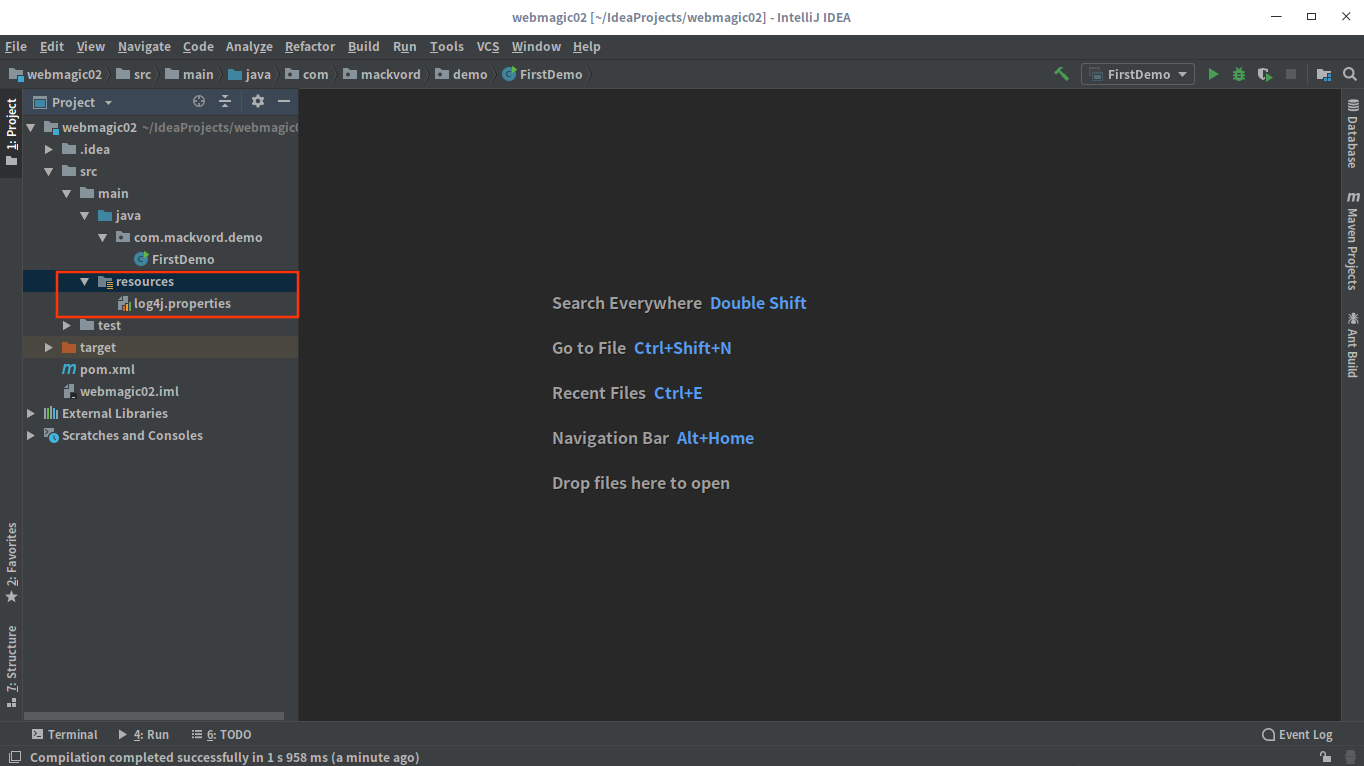 webmagic02 [~/IdeaProjects/webmagic02] - IntelliJ IDEA
File Edit View Navigate Code Analyze Refactor Build Run Tools VCS Window Help
webmagic02 src main java com mackvord demo FirstDemo
FirstDemo
1: Project
Project
webmagic02 ~/IdeaProjects/webmagic0
.idea
src
main
java
com.mackvord.demo
FirstDemo
resources
log4j.properties
test
target
pom.xml
webmagic02.iml
External Libraries
Scratches and Consoles
Search Everywhere Double Shift
Go to File Ctrl+Shift+N
Recent Files Ctrl+E
Navigation Bar Alt+Home
Drop files here to open
Database
m Maven Projects
Ant Build
2: Favorites
7: Structure
Terminal 4: Run 6: TODO
Event Log
Compilation completed successfully in 1 s 958 ms (a minute ago)